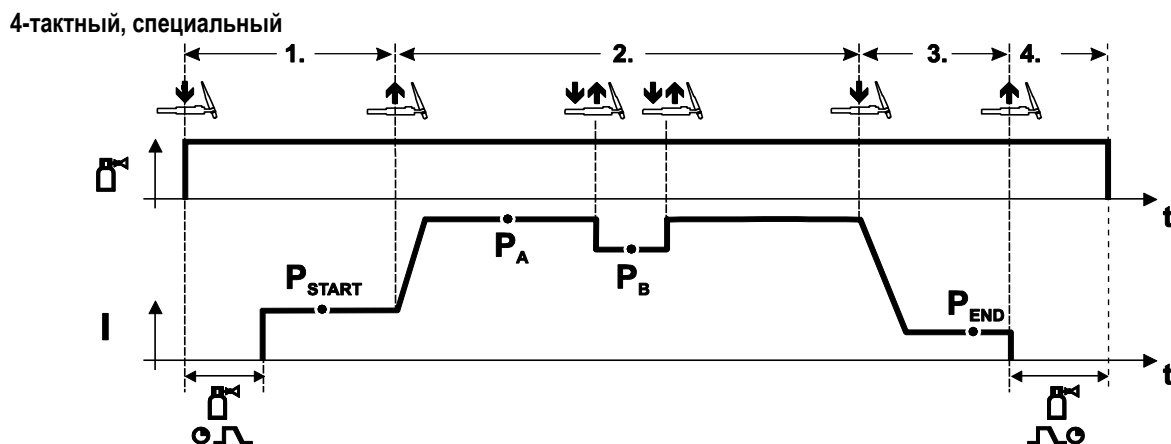 4-тактный, специальный
1. 2. 3. 4.
t
P_A
P_B
P_START
P_END
I
t